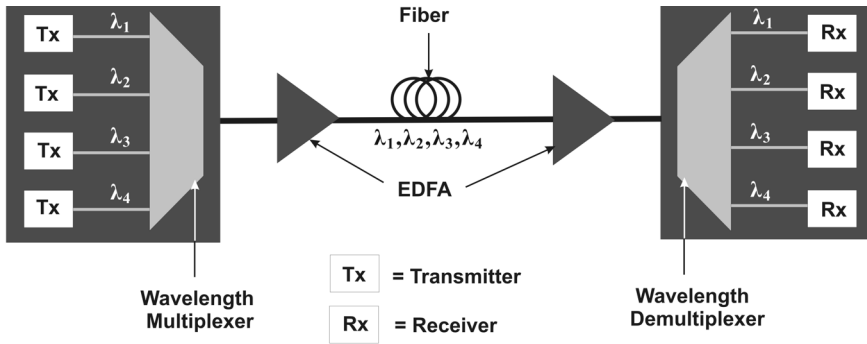 Fiber
Tx λ1 λ1 Rx
Tx λ2 λ2 Rx
Tx λ3 λ3 Rx
Tx λ4 λ4 Rx
λ1,λ2,λ3,λ4
EDFA
Wavelength
Multiplexer
Tx = Transmitter
Rx = Receiver
Wavelength
Demultiplexer